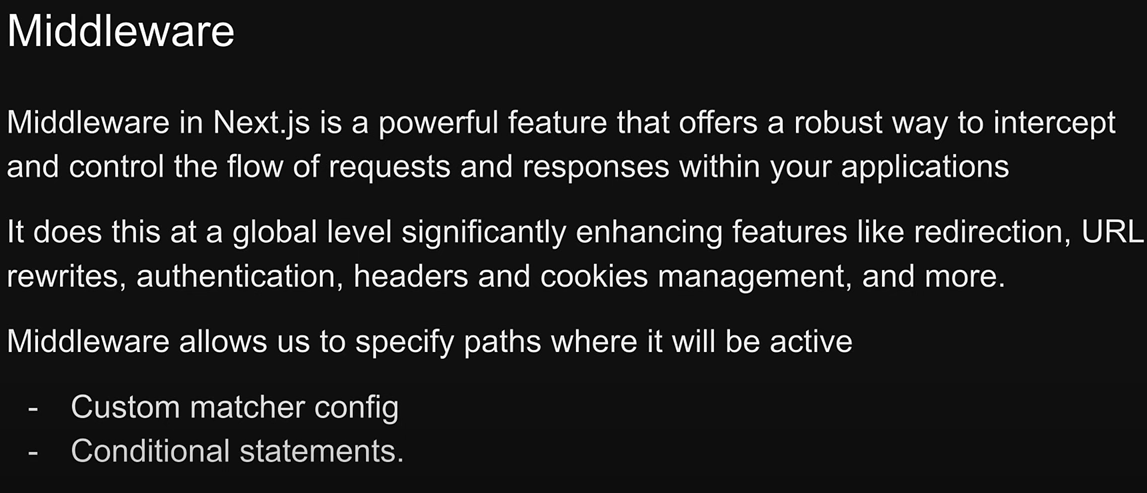 Middleware
Middleware in Next.js is a powerful feature that offers a robust way to intercept
and control the flow of requests and responses within your applications
It does this at a global level significantly enhancing features like redirection, URL
rewrites, authentication, headers and cookies management, and more.
Middleware allows us to specify paths where it will be active
- Custom matcher config
- Conditional statements.